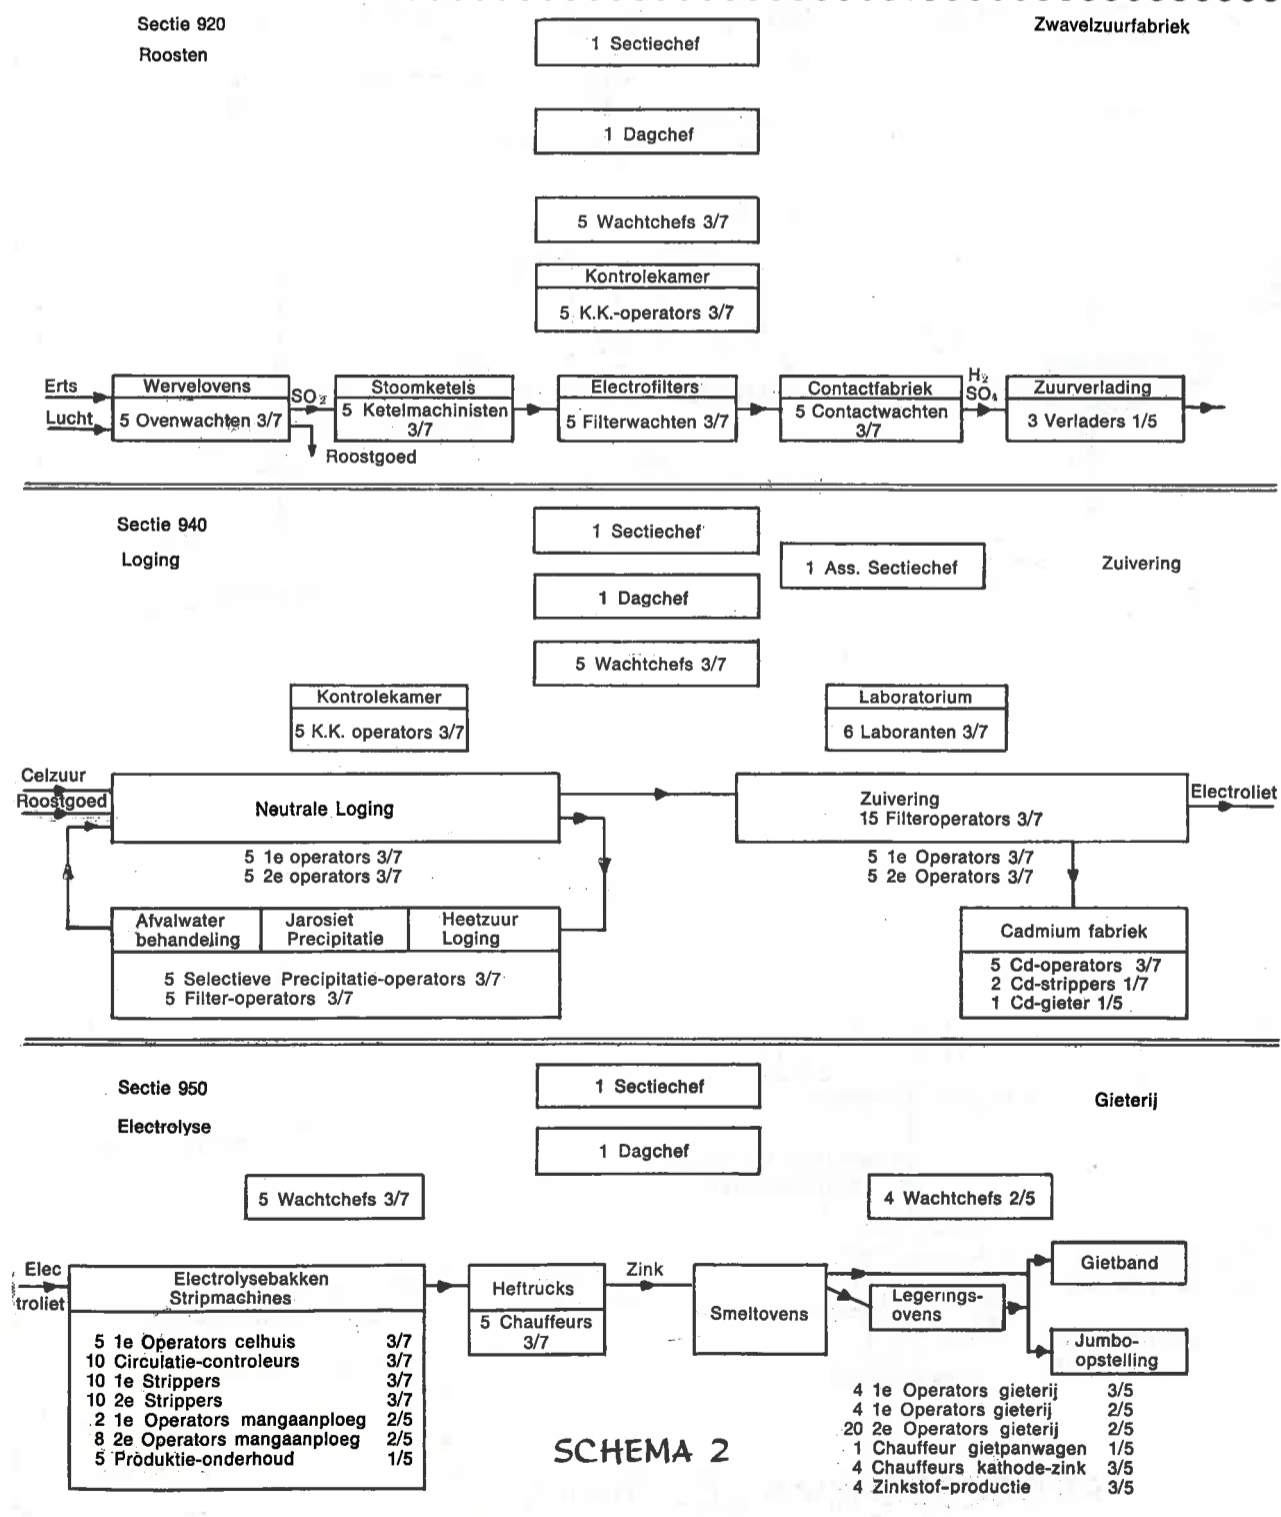 Sectie 920
Roosten
Zwavelzuurfabriek
1 Sectiechef
1 Dagchef
5 Wachtchefs 3/7
Kontrolekamer
5 K.K.-operators 3/7
Erts
Lucht
Wervelovens
5 Ovenwachten 3/7
SO₂
Roostgoed
Stoomketels
5 Ketelmachinisten
3/7
Electrofilters
5 Filterwachten 3/7
Contactfabriek
5 Contactwachten
3/7
H₂
SO₄
Zuurverlading
3 Verladers 1/5
Sectie 940
Loging
Zuivering
1 Sectiechef
1 Ass. Sectiechef
1 Dagchef
5 Wachtchefs 3/7
Kontrolekamer
5 K.K. operators 3/7
Laboratorium
6 Laboranten 3/7
Celzuur
Roostgoed
Neutrale Loging
5 1e operators 3/7
5 2e operators 3/7
Zuivering
15 Filteroperators 3/7
Electroliet
5 1e Operators 3/7
5 2e Operators 3/7
Afvalwater
behandeling
Jarosiet
Precipitatie
Heetzuur
Loging
5 Selectieve Precipitatie-operators 3/7
5 Filter-operators 3/7
Cadmium fabriek
5 Cd-operators 3/7
2 Cd-strippers 1/7
1 Cd-gieter 1/5
Sectie 950
Electrolyse
Gieterij
1 Sectiechef
1 Dagchef
5 Wachtchefs 3/7
4 Wachtchefs 2/5
Elec
troliet
Electrolysebakken
Stripmachines
5 1e Operators celhuis 3/7
10 Circulatie-controleurs 3/7
10 1e Strippers 3/7
10 2e Strippers 3/7
2 1e Operators mangaanploeg 2/5
8 2e Operators mangaanploeg 2/5
5 Produktie-onderhoud 1/5
Heftrucks
5 Chauffeurs
3/7
Zink
Smeltovens
Legerings-
ovens
Gietband
Jumbo-
opstelling
4 1e Operators gieterij 3/5
4 1e Operators gieterij 2/5
20 2e Operators gieterij 2/5
1 Chauffeur gietpanwagen 1/5
4 Chauffeurs kathode-zink 3/5
4 Zinkstof-productie 3/5
SCHEMA 2